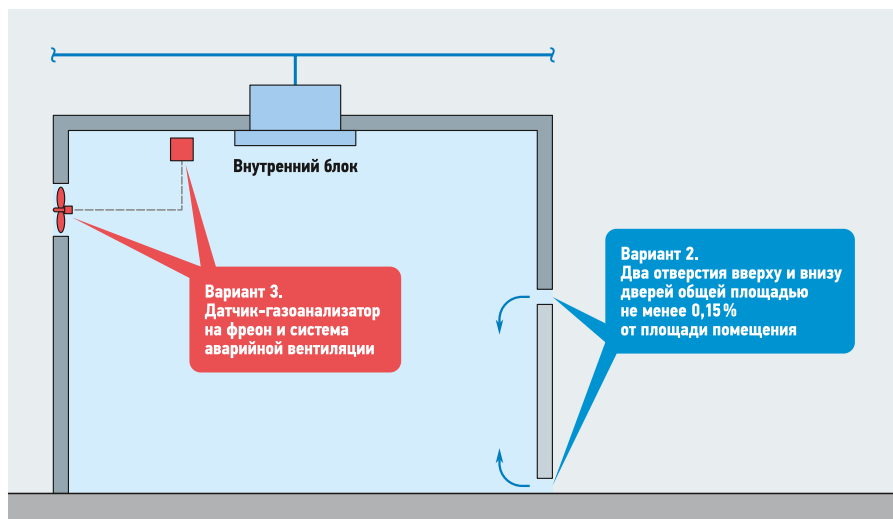 Внутренний блок
Вариант 2.
Два отверстия вверху и внизу
дверей общей площадью
не менее 0,15%
от площади помещения
Вариант 3.
Датчик-газоанализатор
на фреон и система
аварийной вентиляции